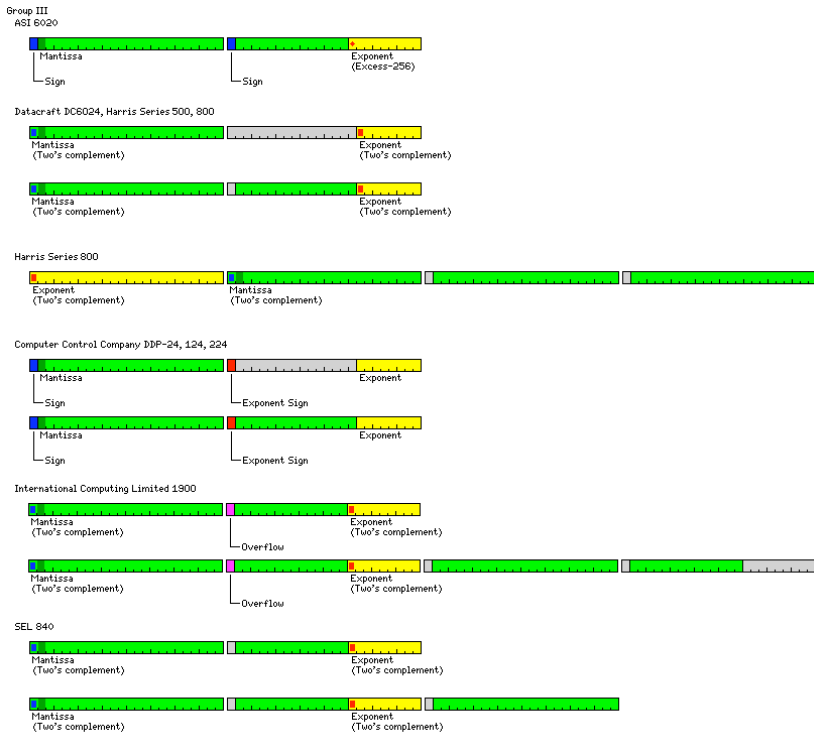 Group III
ASI 6020
Mantissa
Exponent
(Excess-256)
Sign
Sign
Datacraft DC6024, Harris Series 500, 800
Mantissa
(Two's complement)
Exponent
(Two's complement)
Mantissa
(Two's complement)
Exponent
(Two's complement)
Harris Series 800
Exponent
(Two's complement)
Mantissa
(Two's complement)
Computer Control Company DDP-24, 124, 224
Mantissa
Exponent
Sign
Exponent Sign
Mantissa
Exponent
Sign
Exponent Sign
International Computing Limited 1900
Mantissa
(Two's complement)
Exponent
(Two's complement)
Overflow
Mantissa
(Two's complement)
Exponent
(Two's complement)
Overflow
SEL 840
Mantissa
(Two's complement)
Exponent
(Two's complement)
Mantissa
(Two's complement)
Exponent
(Two's complement)